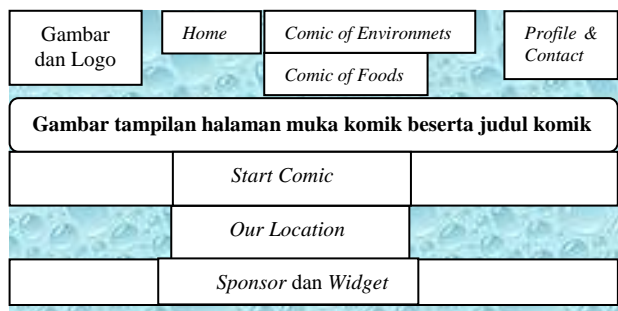 Gambar
dan Logo
Home
Comic of Environmets
Comic of Foods
Profile &
Contact
Gambar tampilan halaman muka komik beserta judul komik
Start Comic
Our Location
Sponsor dan Widget